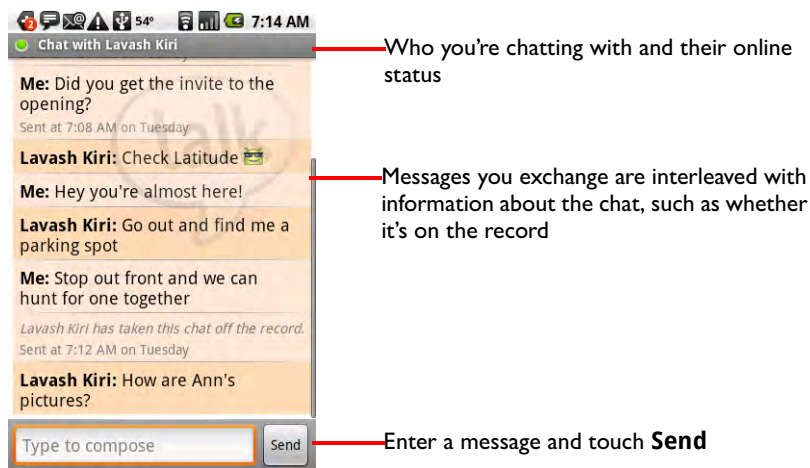 2 54° 7:14 AM
Chat with Lavash Kiri
Me: Did you get the invite to the
opening?
Sent at 7:08 AM on Tuesday
talk
Lavash Kiri: Check Latitude
Me: Hey you're almost here!
Lavash Kiri: Go out and find me a
parking spot
Me: Stop out front and we can
hunt for one together
Lavash Kiri has taken this chat off the record.
Sent at 7:12 AM on Tuesday
Lavash Kiri: How are Ann's
pictures?
Type to compose
Send
Who you’re chatting with and their online
status
Messages you exchange are interleaved with
information about the chat, such as whether
it’s on the record
Enter a message and touch Send